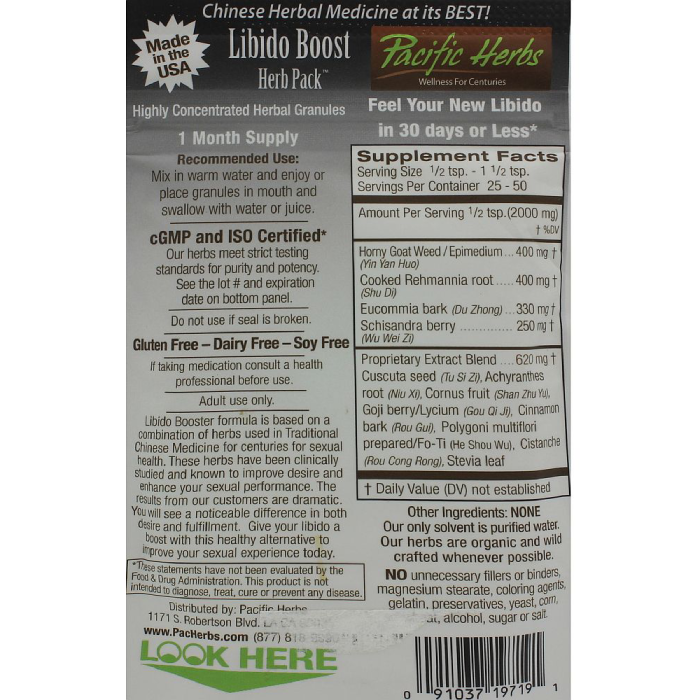 Chinese Herbal Medicine at its BEST!
Made
in the
USA
Libido Boost
Herb Pack™
Pacific Herbs
Wellness For Centuries
Highly Concentrated Herbal Granules
1 Month Supply
Feel Your New Libido
in 30 days or Less*
Recommended Use:
Mix in warm water and enjoy or
place granules in mouth and
swallow with water or juice.
cGMP and ISO Certified*
Our herbs meet strict testing
standards for purity and potency.
See the lot # and expiration
date on bottom panel.
Do not use if seal is broken.
Gluten Free – Dairy Free – Soy Free
If taking medication consult a health
professional before use.
Adult use only.
Libido Booster formula is based on a
combination of herbs used in Traditional
Chinese Medicine for centuries for sexual
health. These herbs have been clinically
studied and known to improve desire and
enhance your sexual performance. The
results from our customers are dramatic.
You will see a noticeable difference in both
desire and fulfillment. Give your libido a
boost with this healthy alternative to
improve your sexual experience today.
*These statements have not been evaluated by the
Food & Drug Administration. This product is not
intended to diagnose, treat, cure or prevent any disease.
Distributed by: Pacific Herbs
1171 S. Robertson Blvd.
www.PacHerbs.com (877) 818
LOOK HERE
Supplement Facts
Serving Size 1/2 tsp. - 1 1/2 tsp.
Servings Per Container 25 - 50
Amount Per Serving 1/2 tsp.(2000 mg)
† %DV
Horny Goat Weed / Epimedium ... 400 mg †
(Yin Yan Huo)
Cooked Rehmannia root ..... 400 mg †
(Shu Di)
Eucommia bark (Du Zhong) ... 330 mg †
Schisandra berry .............. 250 mg †
(Wu Wei Zi)
Proprietary Extract Blend .... 620 mg †
Cuscuta seed (Tu Si Zi), Achyranthes
root (Niu Xi), Cornus fruit (Shan Zhu Yu),
Goji berry/Lycium (Gou Qi Ji), Cinnamon
bark (Rou Gui), Polygoni multiflori
prepared/Fo-Ti (He Shou Wu), Cistanche
(Rou Cong Rong), Stevia leaf
† Daily Value (DV) not established
Other Ingredients: NONE
Our only solvent is purified water.
Our herbs are organic and wild
crafted whenever possible.
NO unnecessary fillers or binders,
magnesium stearate, coloring agents,
gelatin, preservatives, yeast, corn,
alcohol, sugar or salt.
0 91037 19719 1